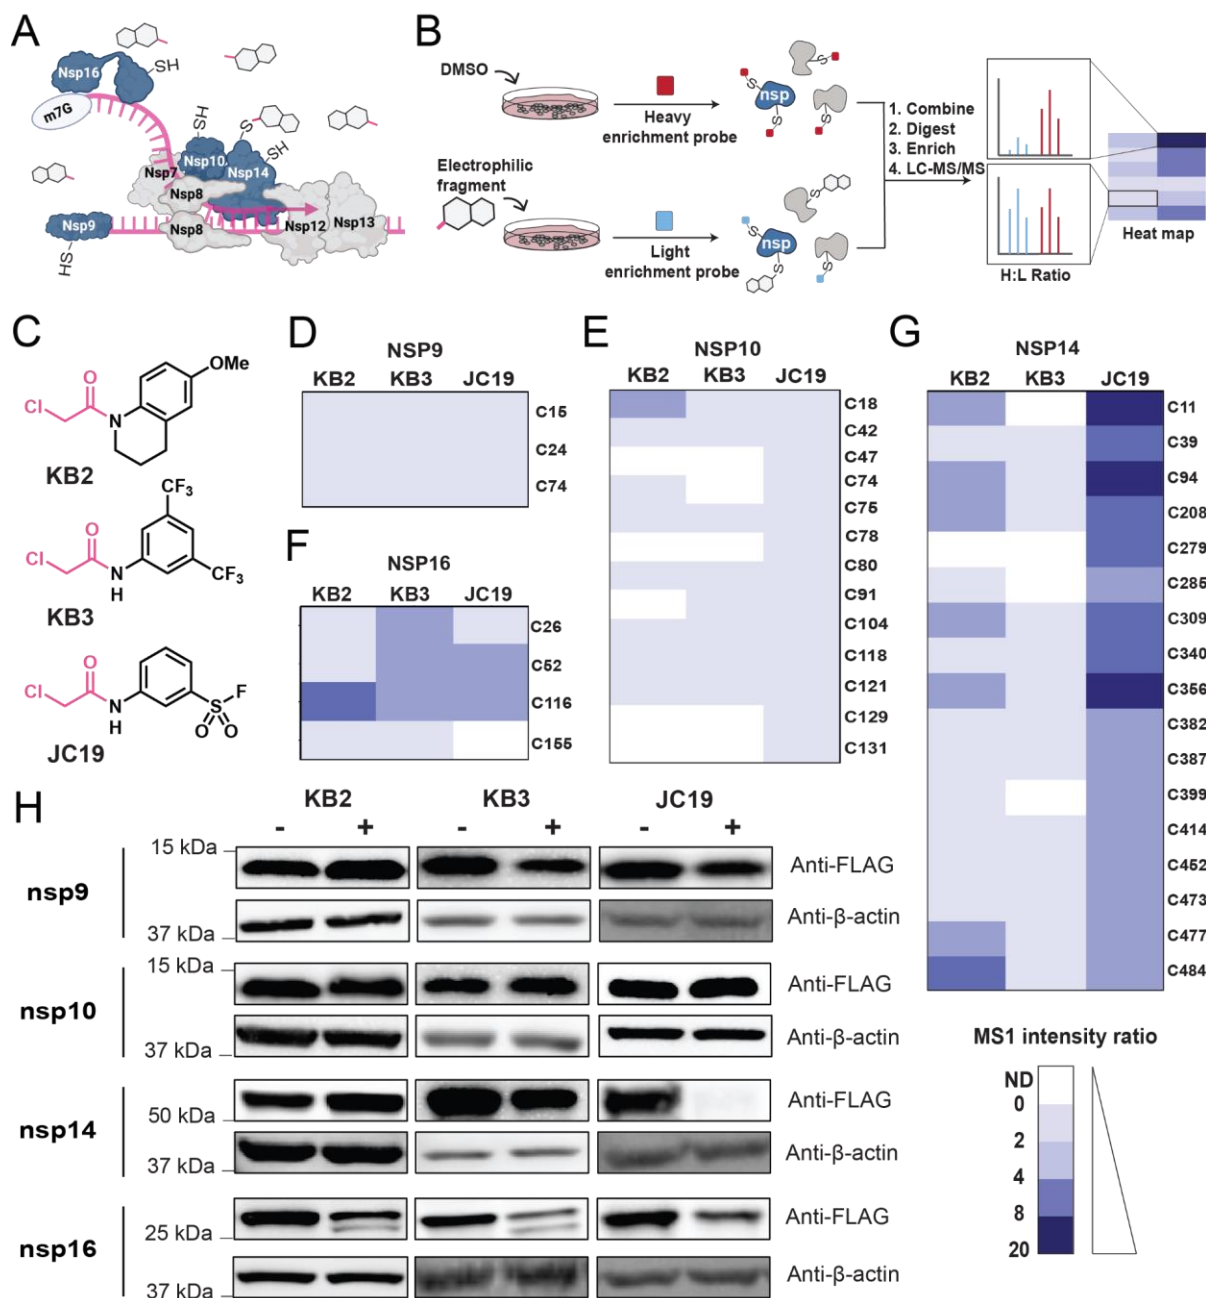 A
Nsp16
SH
m7G
HS
S
SH
Nsp10
Nsp7
Nsp14
Nsp8
Nsp9
Nsp8
Nsp12
Nsp13
HS
B
DMSO
Heavy
enrichment probe
nsp
S
S
S
S
Electrophilic
fragment
Light
enrichment probe
nsp
S
S
S
S
1. Combine
2. Digest
3. Enrich
4. LC-MS/MS
H:L Ratio
Heat map
C
O
Cl
N
OMe
KB2
O
Cl
N
H
CF3
CF3
KB3
O
Cl
N
H
S
F
O
O
JC19
D
NSP9
KB2 KB3 JC19
C15
C24
C74
E
NSP10
KB2 KB3 JC19
C18
C42
C47
C74
C75
C78
C80
C91
C104
C118
C121
C129
C131
F
NSP16
KB2 KB3 JC19
C26
C52
C116
C155
G
NSP14
KB2 KB3 JC19
C11
C39
C94
C208
C279
C285
C309
C340
C356
C382
C387
C399
C414
C452
C473
C477
C484
MS1 intensity ratio
ND
0
2
4
8
20
H
KB2 KB3 JC19
- + - + - +
nsp9
15 kDa
Anti-FLAG
37 kDa
Anti-β-actin
nsp10
15 kDa
Anti-FLAG
37 kDa
Anti-β-actin
nsp14
50 kDa
Anti-FLAG
37 kDa
Anti-β-actin
nsp16
25 kDa
Anti-FLAG
37 kDa
Anti-β-actin